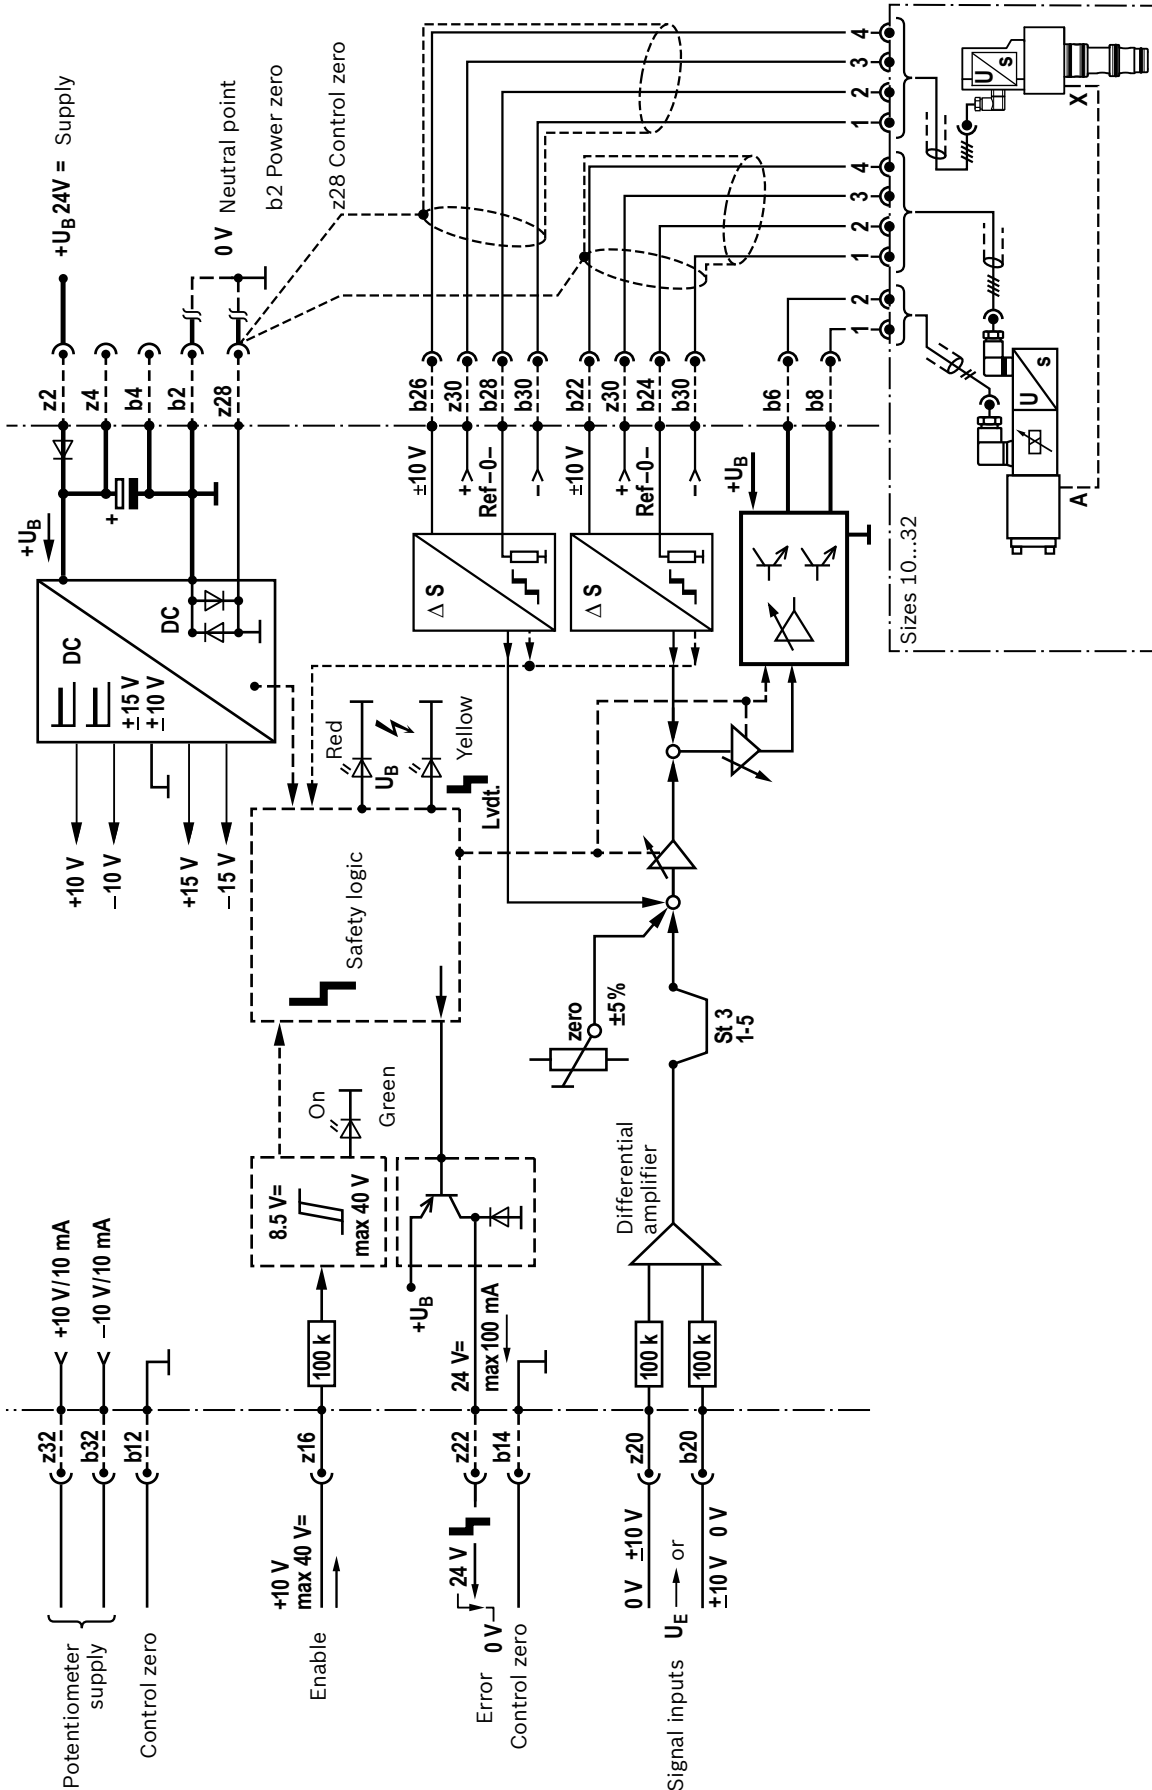 Potentiometer
supply
Control zero
z32
b32
b12
+10 V/10 mA
–10 V/10 mA
+10 V
–10 V
+15 V
–15 V
DC
DC
±15 V
±10 V
+UB
+
z2
z4
b4
b2
z28
+UB 24V = Supply
0 V Neutral point
b2 Power zero
z28 Control zero
Enable
+10 V
max 40 V=
z16
100 k
8.5 V=
max 40 V
On
Green
Safety logic
Red
UB
Yellow
Lvdt.
Error
24 V
0 V
Control zero
z22
b14
24 V=
max 100 mA
+UB
zero
±5%
Δ S
±10 V
+
Ref –0–
–
b26
z30
b28
b30
Δ S
±10 V
+
Ref –0–
–
b22
z30
b24
b30
+UB
b6
b8
Signal inputs UE
0 V ±10 V
or
±10 V 0 V
z20
b20
100 k
100 k
Differential
amplifier
St 3
1-5
4
3
2
1
4
3
2
1
2
1
Sizes 10...32
U
s
X
U
s
A